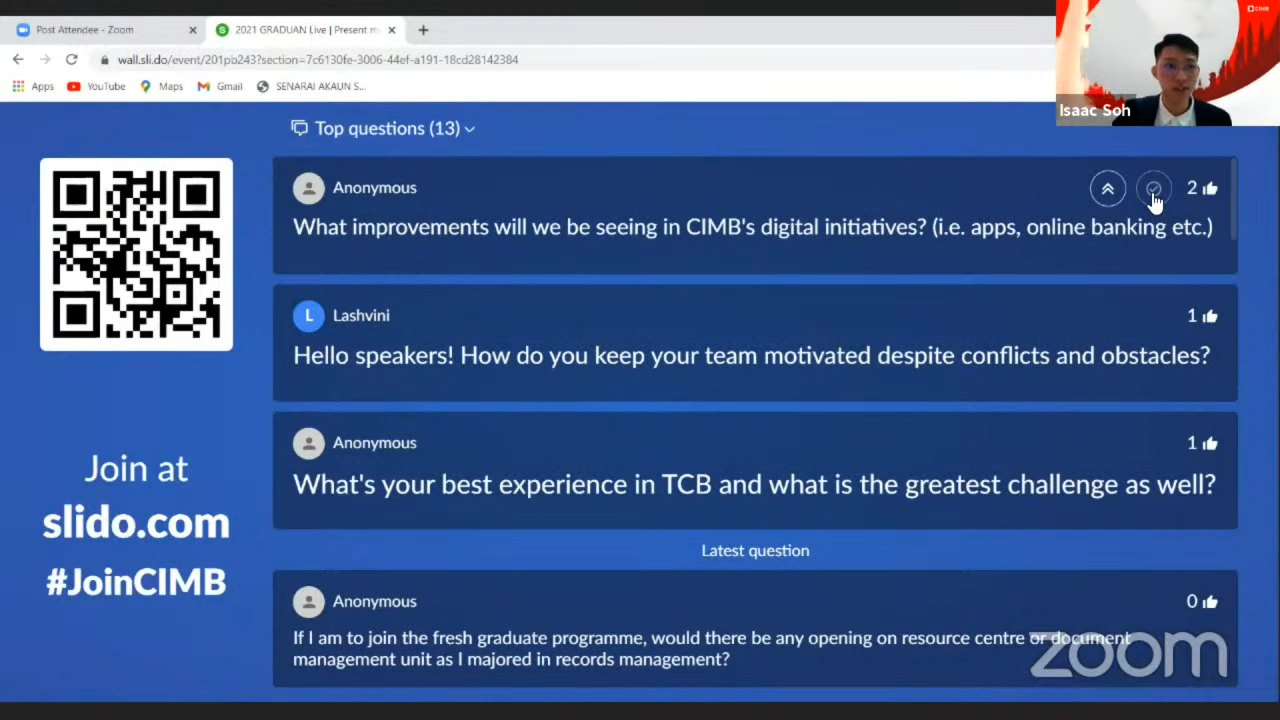 Post Attendee - Zoom
2021 GRADUAN Live | Present m
wall.sli.do/event/201pb243?section=7c6130fe-3006-44ef-a191-18cd28142384
Apps
YouTube
Maps
Gmail
SENARAI AKAUN S...
CIMB
Isaac Soh
Top questions (13)
Anonymous
2
What improvements will we be seeing in CIMB's digital initiatives? (i.e. apps, online banking etc.)
L
Lashvini
1
Hello speakers! How do you keep your team motivated despite conflicts and obstacles?
Anonymous
1
What's your best experience in TCB and what is the greatest challenge as well?
Join at
slido.com
#JoinCIMB
Latest question
Anonymous
0
If I am to join the fresh graduate programme, would there be any opening on resource centre or document
management unit as I majored in records management?
zoom